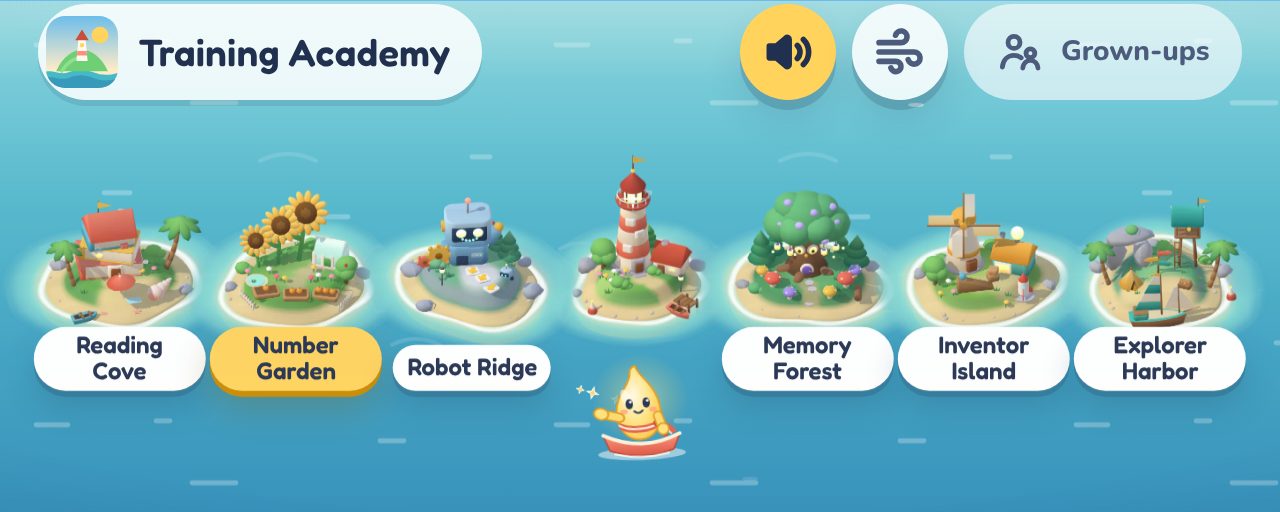 Training Academy
Grown-ups
Reading
Cove
Number
Garden
Robot Ridge
Memory
Forest
Inventor
Island
Explorer
Harbor